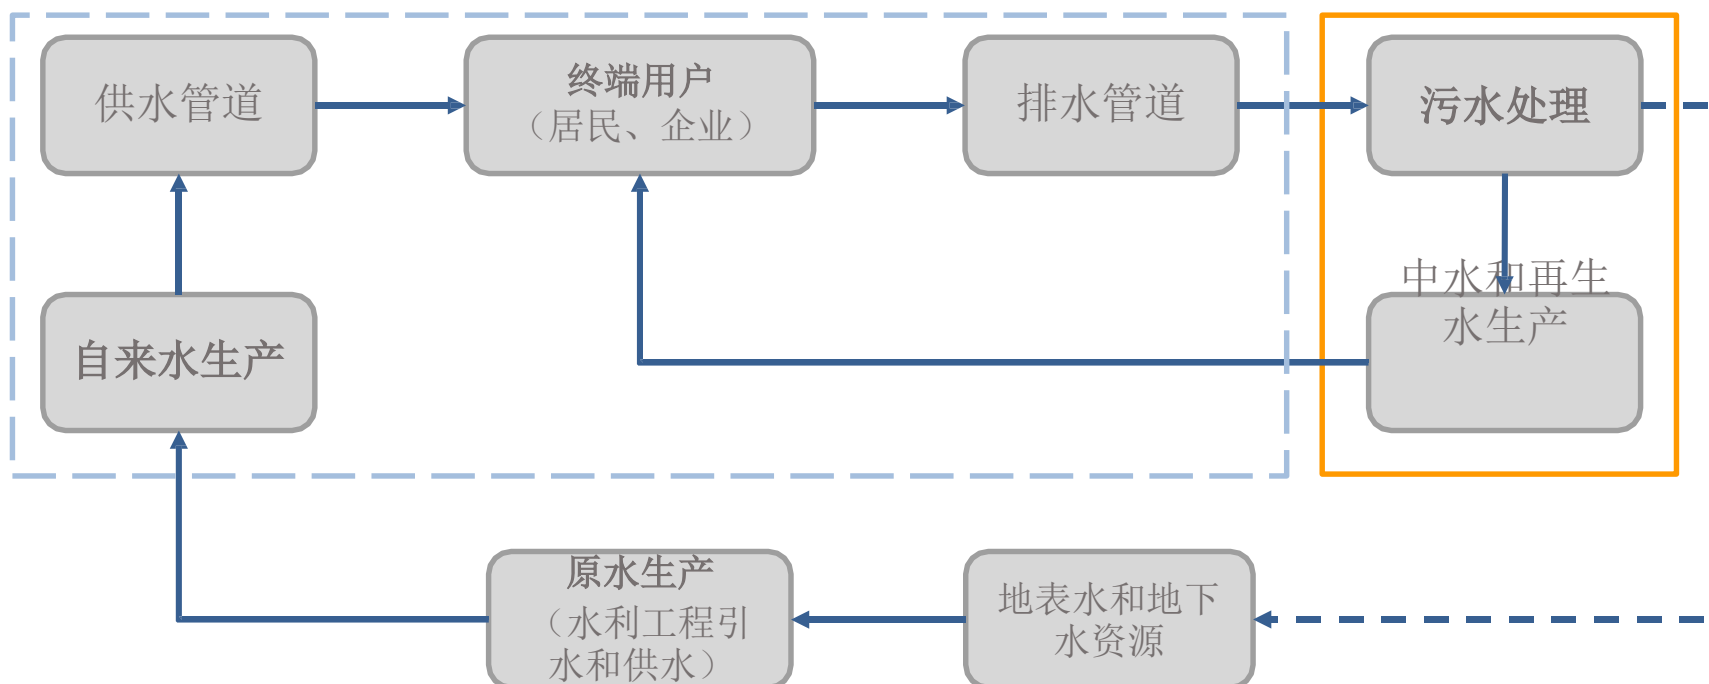 供水管道
终端用户
（居民、企业）
排水管道
污水处理
自来水生产
中水和再生
水生产
原水生产
（水利工程引
水和供水）
地表水和地下
水资源